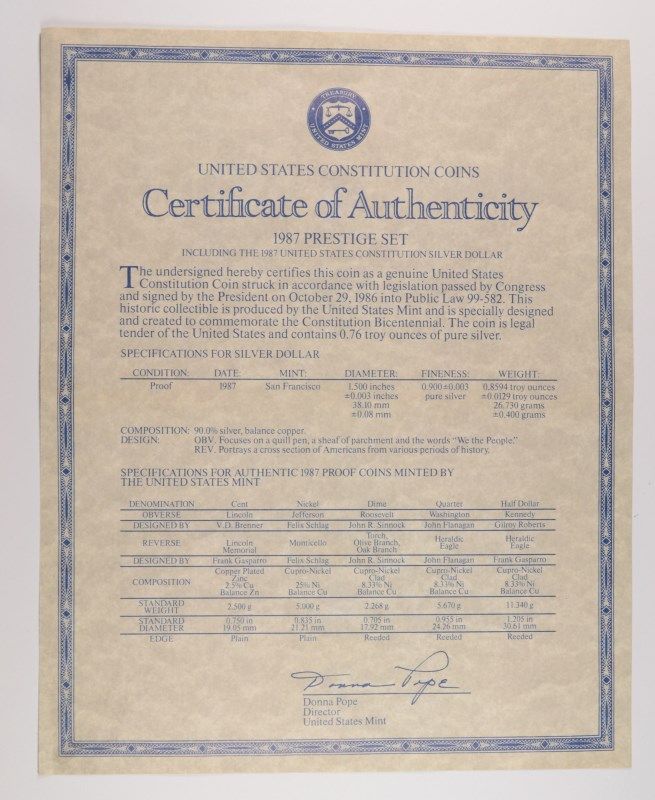 TREASURY
UNITED STATES MINT
UNITED STATES CONSTITUTION COINS
Certificate of Authenticity
1987 PRESTIGE SET
INCLUDING THE 1987 UNITED STATES CONSTITUTION SILVER DOLLAR
The undersigned hereby certifies this coin as a genuine United States
Constitution Coin struck in accordance with legislation passed by Congress
and signed by the President on October 29, 1986 into Public Law 99-582. This
historic collectible is produced by the United States Mint and is specially designed
and created to commemorate the Constitution Bicentennial. The coin is legal
tender of the United States and contains 0.76 troy ounces of pure silver.
SPECIFICATIONS FOR SILVER DOLLAR
CONDITION: DATE: MINT: DIAMETER: FINENESS: WEIGHT:
Proof 1987 San Francisco 1.500 inches 0.900±0.003 0.8594 troy ounces
±0.003 inches pure silver ±0.0129 troy ounces
38.10 mm 26.730 grams
±0.08 mm ±0.400 grams
COMPOSITION: 90.0% silver, balance copper.
DESIGN: OBV. Focuses on a quill pen, a sheaf of parchment and the words "We the People."
REV. Portrays a cross section of Americans from various periods of history.
SPECIFICATIONS FOR AUTHENTIC 1987 PROOF COINS MINTED BY
THE UNITED STATES MINT
DENOMINATION Cent Nickel Dime Quarter Half Dollar
OBVERSE Lincoln Jefferson Roosevelt Washington Kennedy
DESIGNED BY V.D. Brenner Felix Schlag John R. Sinnock John Flanagan Gilroy Roberts
REVERSE Lincoln Memorial Monticello Torch, Olive Branch, Oak Branch Heraldic Eagle Heraldic Eagle
DESIGNED BY Frank Gasparro Felix Schlag John R. Sinnock John Flanagan Frank Gasparro
COMPOSITION Copper Plated Zinc 2.5% Cu Balance Zn Cupro-Nickel 25% Ni Balance Cu Cupro-Nickel Clad 8.33% Ni Balance Cu Cupro-Nickel Clad 8.33% Ni Balance Cu Cupro-Nickel Clad 8.33% Ni Balance Cu
STANDARD WEIGHT 2.500 g 5.000 g 2.268 g 5.670 g 11.340 g
STANDARD DIAMETER 0.750 in 19.05 mm 0.835 in 21.21 mm 0.705 in 17.92 mm 0.955 in 24.26 mm 1.205 in 30.61 mm
EDGE Plain Plain Reeded Reeded Reeded
Donna Pope
Donna Pope
Director
United States Mint